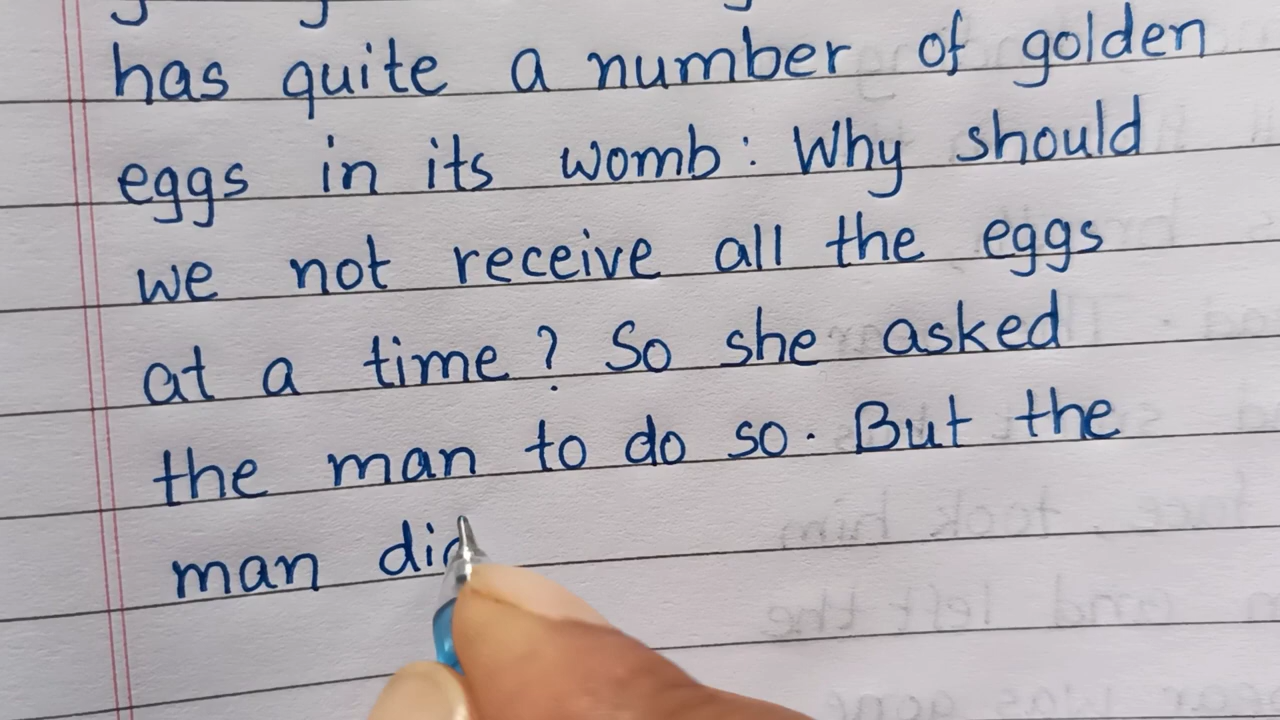 has quite a number of golden
eggs in its womb : Why should
we not receive all the eggs
at a time ? So she asked
the man to do so. But the
man did